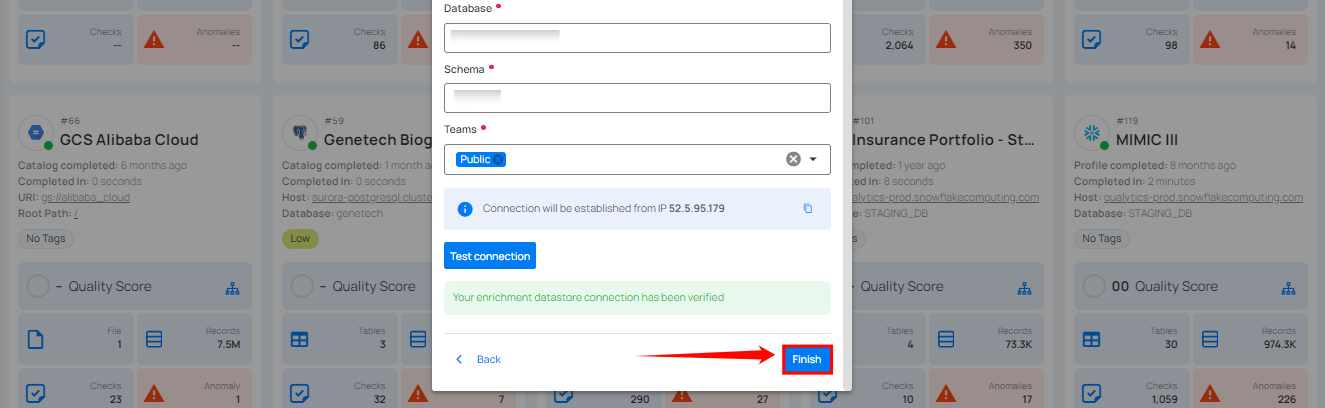 Database
Checks
--
Anomalies
--
Checks
86
Checks
2,064
Anomalies
350
Checks
98
Anomalies
14
Schema
Teams
Public
Connection will be established from IP 52.5.95.179
Test connection
Your enrichment datastore connection has been verified
Back
Finish
#66
GCS Alibaba Cloud
Catalog completed: 6 months ago
Completed In: 0 seconds
URI: gs://alibaba_cloud
Root Path: /
No Tags
– Quality Score
File
1
Records
7.5M
Checks
23
Anomaly
1
#59
Genetech Biog
Catalog completed: 1 month a
Completed In: 0 seconds
Host: aurora-postgresql.cluste
Database: genetech
Low
– Quality Score
Tables
3
Checks
32
7
290
27
#101
Insurance Portfolio - St...
completed: 1 year ago
In: 8 seconds
qualytics-prod.snowflakecomputing.com
STAGING_DB
Quality Score
Tables
4
Records
73.3K
Checks
10
Anomalies
17
#119
MIMIC III
Profile completed: 8 months ago
Completed In: 2 minutes
Host: qualytics-prod.snowflakecomputing.com
Database: STAGING_DB
No Tags
00 Quality Score
Tables
30
Records
974.3K
Checks
1,059
Anomalies
226